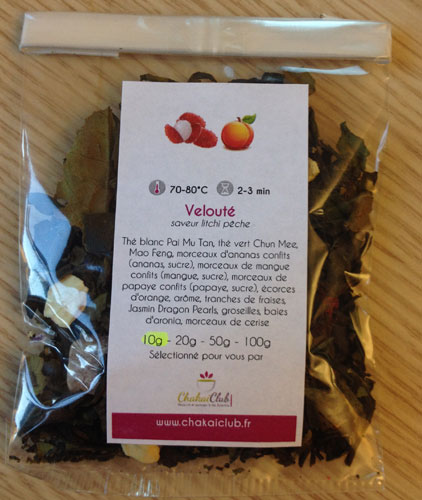 70-80°C 2-3 min
Velouté
saveur litchi pêche
Thé blanc Pai Mu Tan, thé vert Chun Mee,
Mao Feng, morceaux d'ananas confits
(ananas, sucre), morceaux de mangue
confits (mangue, sucre), morceaux de
papaye confits (papaye, sucre), écorces
d'orange, arôme, tranches de fraises,
Jasmin Dragon Pearls, groseilles, baies
d'aronia, morceaux de cerise
10g - 20g - 50g - 100g
Sélectionné pour vous par
ChakaiClub
www.chakaiclub.fr